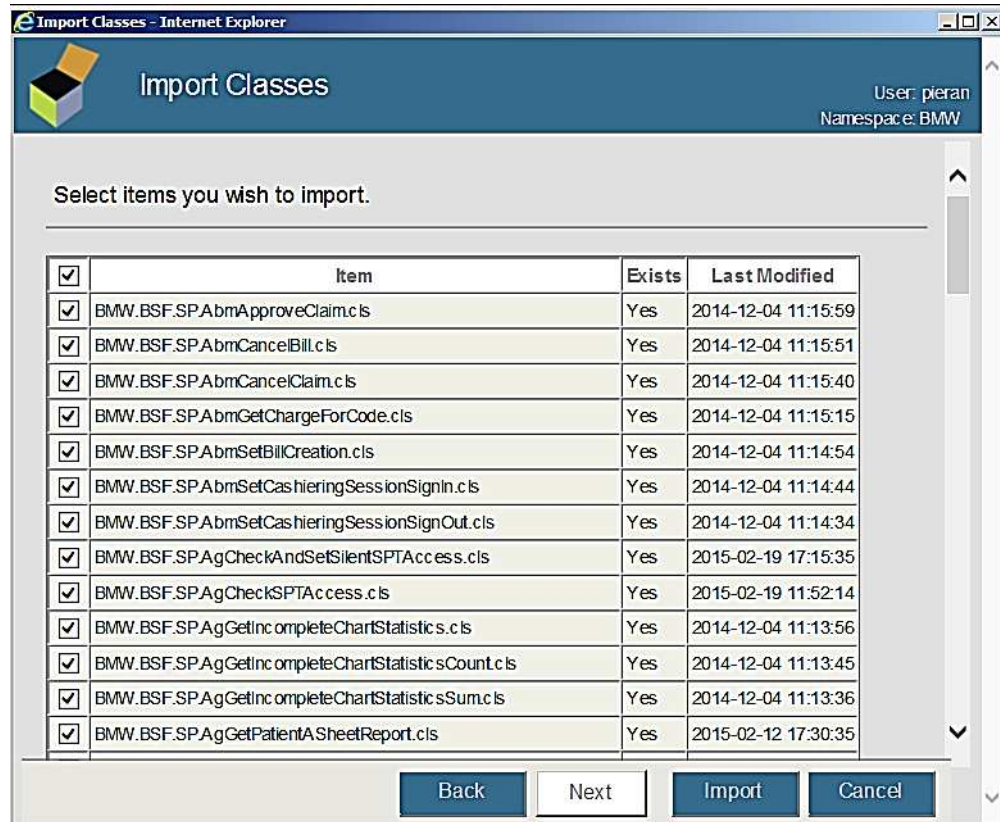 Import Classes - Internet Explorer
Import Classes
User: pieran
Namespace: BMW
Select items you wish to import.
Item Exists Last Modified
BMW.BSF.SP.AbmApproveClaim.cls Yes 2014-12-04 11:15:59
BMW.BSF.SP.AbmCancelBill.cls Yes 2014-12-04 11:15:51
BMW.BSF.SP.AbmCancelClaim.cls Yes 2014-12-04 11:15:40
BMW.BSF.SP.AbmGetChargeForCode.cls Yes 2014-12-04 11:15:15
BMW.BSF.SP.AbmSetBillCreation.cls Yes 2014-12-04 11:14:54
BMW.BSF.SP.AbmSetCashieringSessionSignIn.cls Yes 2014-12-04 11:14:44
BMW.BSF.SP.AbmSetCashieringSessionSignOut.cls Yes 2014-12-04 11:14:34
BMW.BSF.SP.AgCheckAndSetSilentSPTAccess.cls Yes 2015-02-19 17:15:35
BMW.BSF.SP.AgCheckSPTAccess.cls Yes 2015-02-19 11:52:14
BMW.BSF.SP.AgGetIncompleteChartStatistics.cls Yes 2014-12-04 11:13:56
BMW.BSF.SP.AgGetIncompleteChartStatisticsCount.cls Yes 2014-12-04 11:13:45
BMW.BSF.SP.AgGetIncompleteChartStatisticsSum.cls Yes 2014-12-04 11:13:36
BMW.BSF.SP.AgGetPatientASheetReport.cls Yes 2015-02-12 17:30:35
Back Next Import Cancel